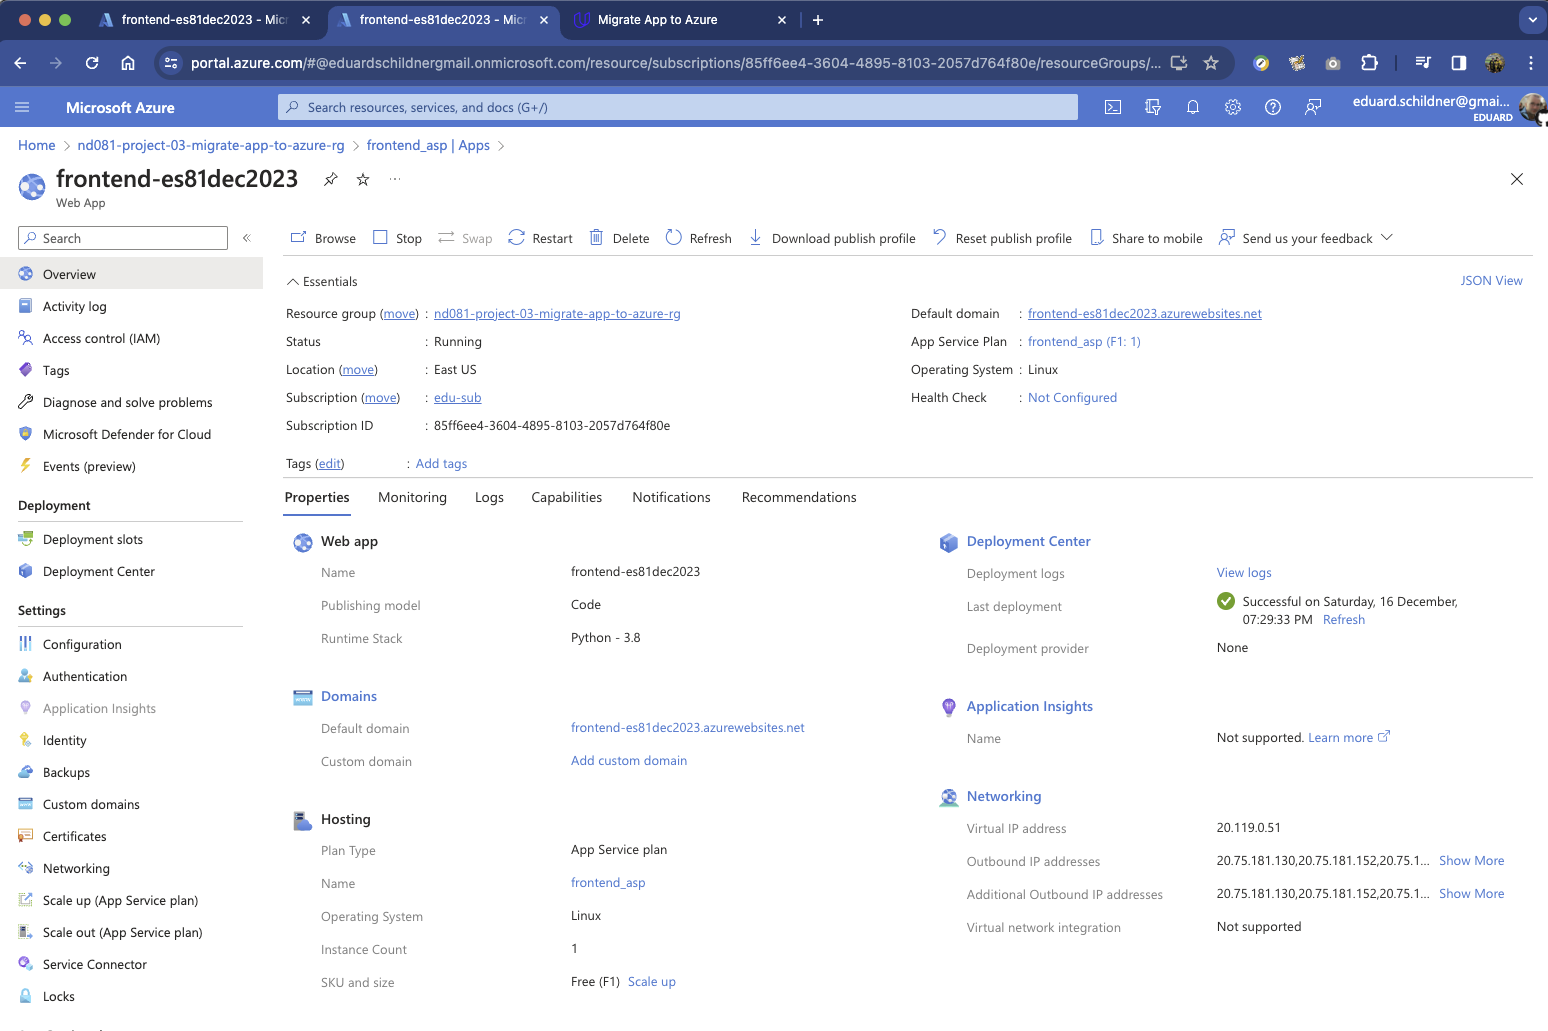 frontend-es81dec2023 - Mic
frontend-es81dec2023 - Mic
Migrate App to Azure
portal.azure.com/#@eduardschildnergmail.onmicrosoft.com/resource/subscriptions/85ff6ee4-3604-4895-8103-2057d764f80e/resourceGroups/...
Microsoft Azure
Search resources, services, and docs (G+/)
eduard.schildner@gmai...
EDUARD
Home > nd081-project-03-migrate-app-to-azure-rg > frontend_asp | Apps >
frontend-es81dec2023
Web App
Search
Overview
Activity log
Access control (IAM)
Tags
Diagnose and solve problems
Microsoft Defender for Cloud
Events (preview)
Deployment
Deployment slots
Deployment Center
Settings
Configuration
Authentication
Application Insights
Identity
Backups
Custom domains
Certificates
Networking
Scale up (App Service plan)
Scale out (App Service plan)
Service Connector
Locks
Browse Stop Swap Restart Delete Refresh Download publish profile Reset publish profile Share to mobile Send us your feedback
Essentials
JSON View
Resource group (move) : nd081-project-03-migrate-app-to-azure-rg
Status : Running
Location (move) : East US
Subscription (move) : edu-sub
Subscription ID : 85ff6ee4-3604-4895-8103-2057d764f80e
Default domain : frontend-es81dec2023.azurewebsites.net
App Service Plan : frontend_asp (F1: 1)
Operating System : Linux
Health Check : Not Configured
Tags (edit) : Add tags
Properties Monitoring Logs Capabilities Notifications Recommendations
Web app
Name frontend-es81dec2023
Publishing model Code
Runtime Stack Python - 3.8
Domains
Default domain frontend-es81dec2023.azurewebsites.net
Custom domain Add custom domain
Hosting
Plan Type App Service plan
Name frontend_asp
Operating System Linux
Instance Count 1
SKU and size Free (F1) Scale up
Deployment Center
Deployment logs View logs
Last deployment Successful on Saturday, 16 December,
07:29:33 PM Refresh
Deployment provider None
Application Insights
Name Not supported. Learn more
Networking
Virtual IP address 20.119.0.51
Outbound IP addresses 20.75.181.130,20.75.181.152,20.75.1... Show More
Additional Outbound IP addresses 20.75.181.130,20.75.181.152,20.75.1... Show More
Virtual network integration Not supported